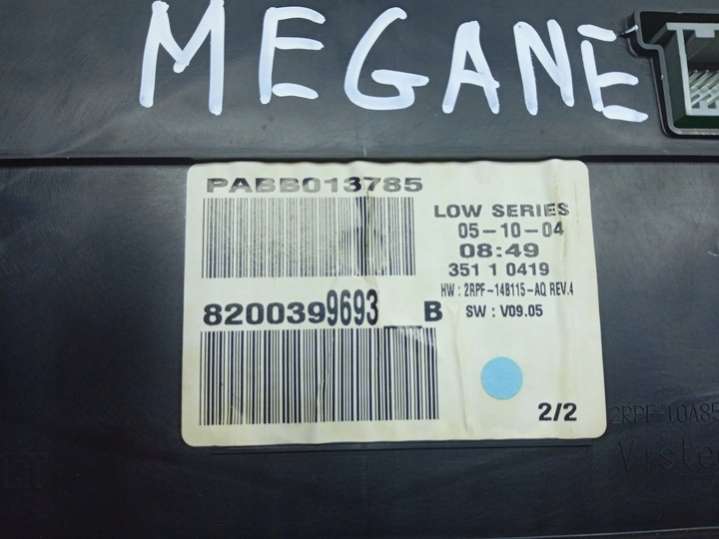 MEGANE
PABB013785
LOW SERIES
05-10-04
08:49
351 1 0419
HW : 2RPF-14B115-AQ REV.4
8200399693__B
SW : V09.05
2/2